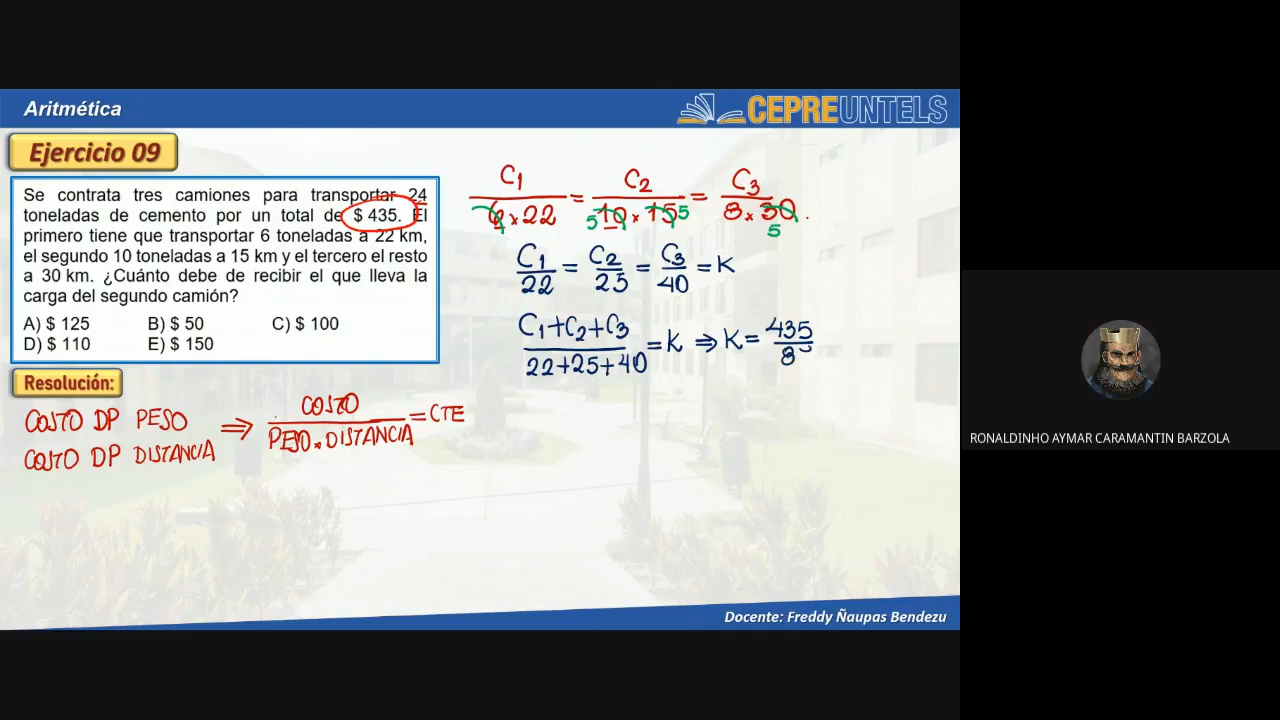 Aritmética
CEPREUNTELS
Ejercicio 09
Se contrata tres camiones para transportar 24
toneladas de cemento por un total de $ 435. El
primero tiene que transportar 6 toneladas a 22 km,
el segundo 10 toneladas a 15 km y el tercero el resto
a 30 km. ¿Cuánto debe de recibir el que lleva la
carga del segundo camión?
A) $ 125 B) $ 50 C) $ 100
D) $ 110 E) $ 150
Resolución:
COSTO DP PESO
COSTO DP DISTANCIA
⇒ COSTO / PESO × DISTANCIA = CTE
C1 / 6 × 22 = C2 / 10 × 15 = C3 / 8 × 30 .
5 5 5
C1 / 22 = C2 / 25 = C3 / 40 = K
C1 + C2 + C3 / 22 + 25 + 40 = K ⇒ K = 435 / 8
RONALDINHO AYMAR CARAMANTIN BARZOLA
Docente: Freddy Ñaupas Bendezu